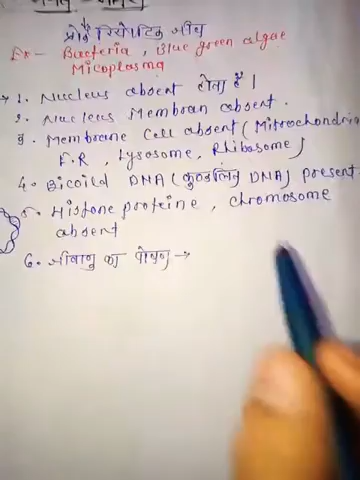 प्रोकैरियोटिक जीव
Ex:- Bacteria, Blue green algae
Micoplasma
1. Nucleus absent होता है।
2. Nucleus Membran absent.
3. Membrane Cell absent (Mitrochondria
E.R, Lysosome, Rhibosome)
4. Bicoild DNA (कुण्डलित DNA) present.
5. Histone proteine, chromosome
absent
6. जीवाणु का पोषण →